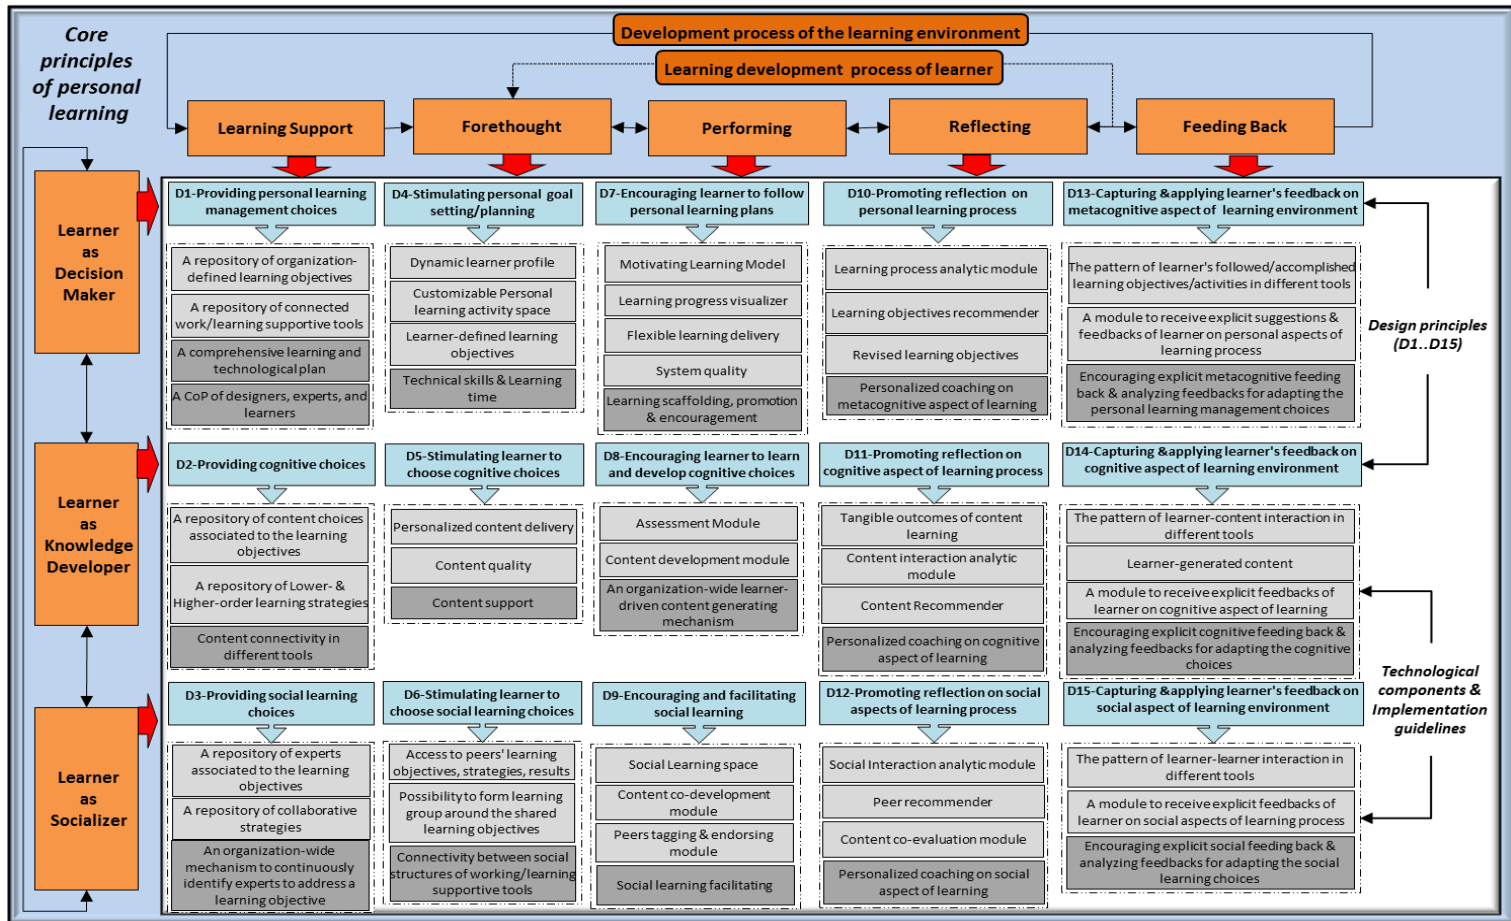 Core
principles
of personal
learning
Development process of the learning environment
Learning development process of learner
Learning Support
Forethought
Performing
Reflecting
Feeding Back
Learner
as
Decision
Maker
D1-Providing personal learning
management choices
A repository of organization-
defined learning objectives
A repository of connected
work/learning supportive tools
A comprehensive learning and
technological plan
A CoP of designers, experts, and
learners
D4-Stimulating personal goal
setting/planning
Dynamic learner profile
Customizable Personal
learning activity space
Learner-defined learning
objectives
Technical skills & Learning
time
D7-Encouraging learner to follow
personal learning plans
Motivating Learning Model
Learning progress visualizer
Flexible learning delivery
System quality
Learning scaffolding, promotion
& encouragement
D10-Promoting reflection on
personal learning process
Learning process analytic module
Learning objectives recommender
Revised learning objectives
Personalized coaching on
metacognitive aspect of learning
D13-Capturing &applying learner's feedback on
metacognitive aspect of learning environment
The pattern of learner's followed/accomplished
learning objectives/activities in different tools
A module to receive explicit suggestions &
feedbacks of learner on personal aspects of
learning process
Encouraging explicit metacognitive feeding
back & analyzing feedbacks for adapting the
personal learning management choices
Design principles
(D1..D15)
Learner
as
Knowledge
Developer
D2-Providing cognitive choices
A repository of content choices
associated to the learning
objectives
A repository of Lower- &
Higher-order learning strategies
Content connectivity in
different tools
D5-Stimulating learner to
choose cognitive choices
Personalized content delivery
Content quality
Content support
D8-Encouraging learner to learn
and develop cognitive choices
Assessment Module
Content development module
An organization-wide learner-
driven content generating
mechanism
D11-Promoting reflection on
cognitive aspect of learning process
Tangible outcomes of content
learning
Content interaction analytic
module
Content Recommender
Personalized coaching on cognitive
aspect of learning
D14-Capturing &applying learner's feedback on
cognitive aspect of learning environment
The pattern of learner-content interaction in
different tools
Learner-generated content
A module to receive explicit feedbacks of
learner on cognitive aspect of learning
Encouraging explicit cognitive feeding back &
analyzing feedbacks for adapting the cognitive
choices
Technological
components &
Implementation
guidelines
Learner
as
Socializer
D3-Providing social learning
choices
A repository of experts
associated to the learning
objectives
A repository of collaborative
strategies
An organization-wide
mechanism to continuously
identify experts to address a
learning objective
D6-Stimulating learner to
choose social learning choices
Access to peers' learning
objectives, strategies, results
Possibility to form learning
group around the shared
learning objectives
Connectivity between social
structures of working/learning
supportive tools
D9-Encouraging and facilitating
social learning
Social Learning space
Content co-development
module
Peers tagging & endorsing
module
Social learning facilitating
D12-Promoting reflection on social
aspects of learning process
Social Interaction analytic module
Peer recommender
Content co-evaluation module
Personalized coaching on social
aspect of learning
D15-Capturing &applying learner's feedback on
social aspect of learning environment
The pattern of learner-learner interaction in
different tools
A module to receive explicit feedbacks of
learner on social aspects of learning process
Encouraging explicit social feeding back &
analyzing feedbacks for adapting the social
learning choices